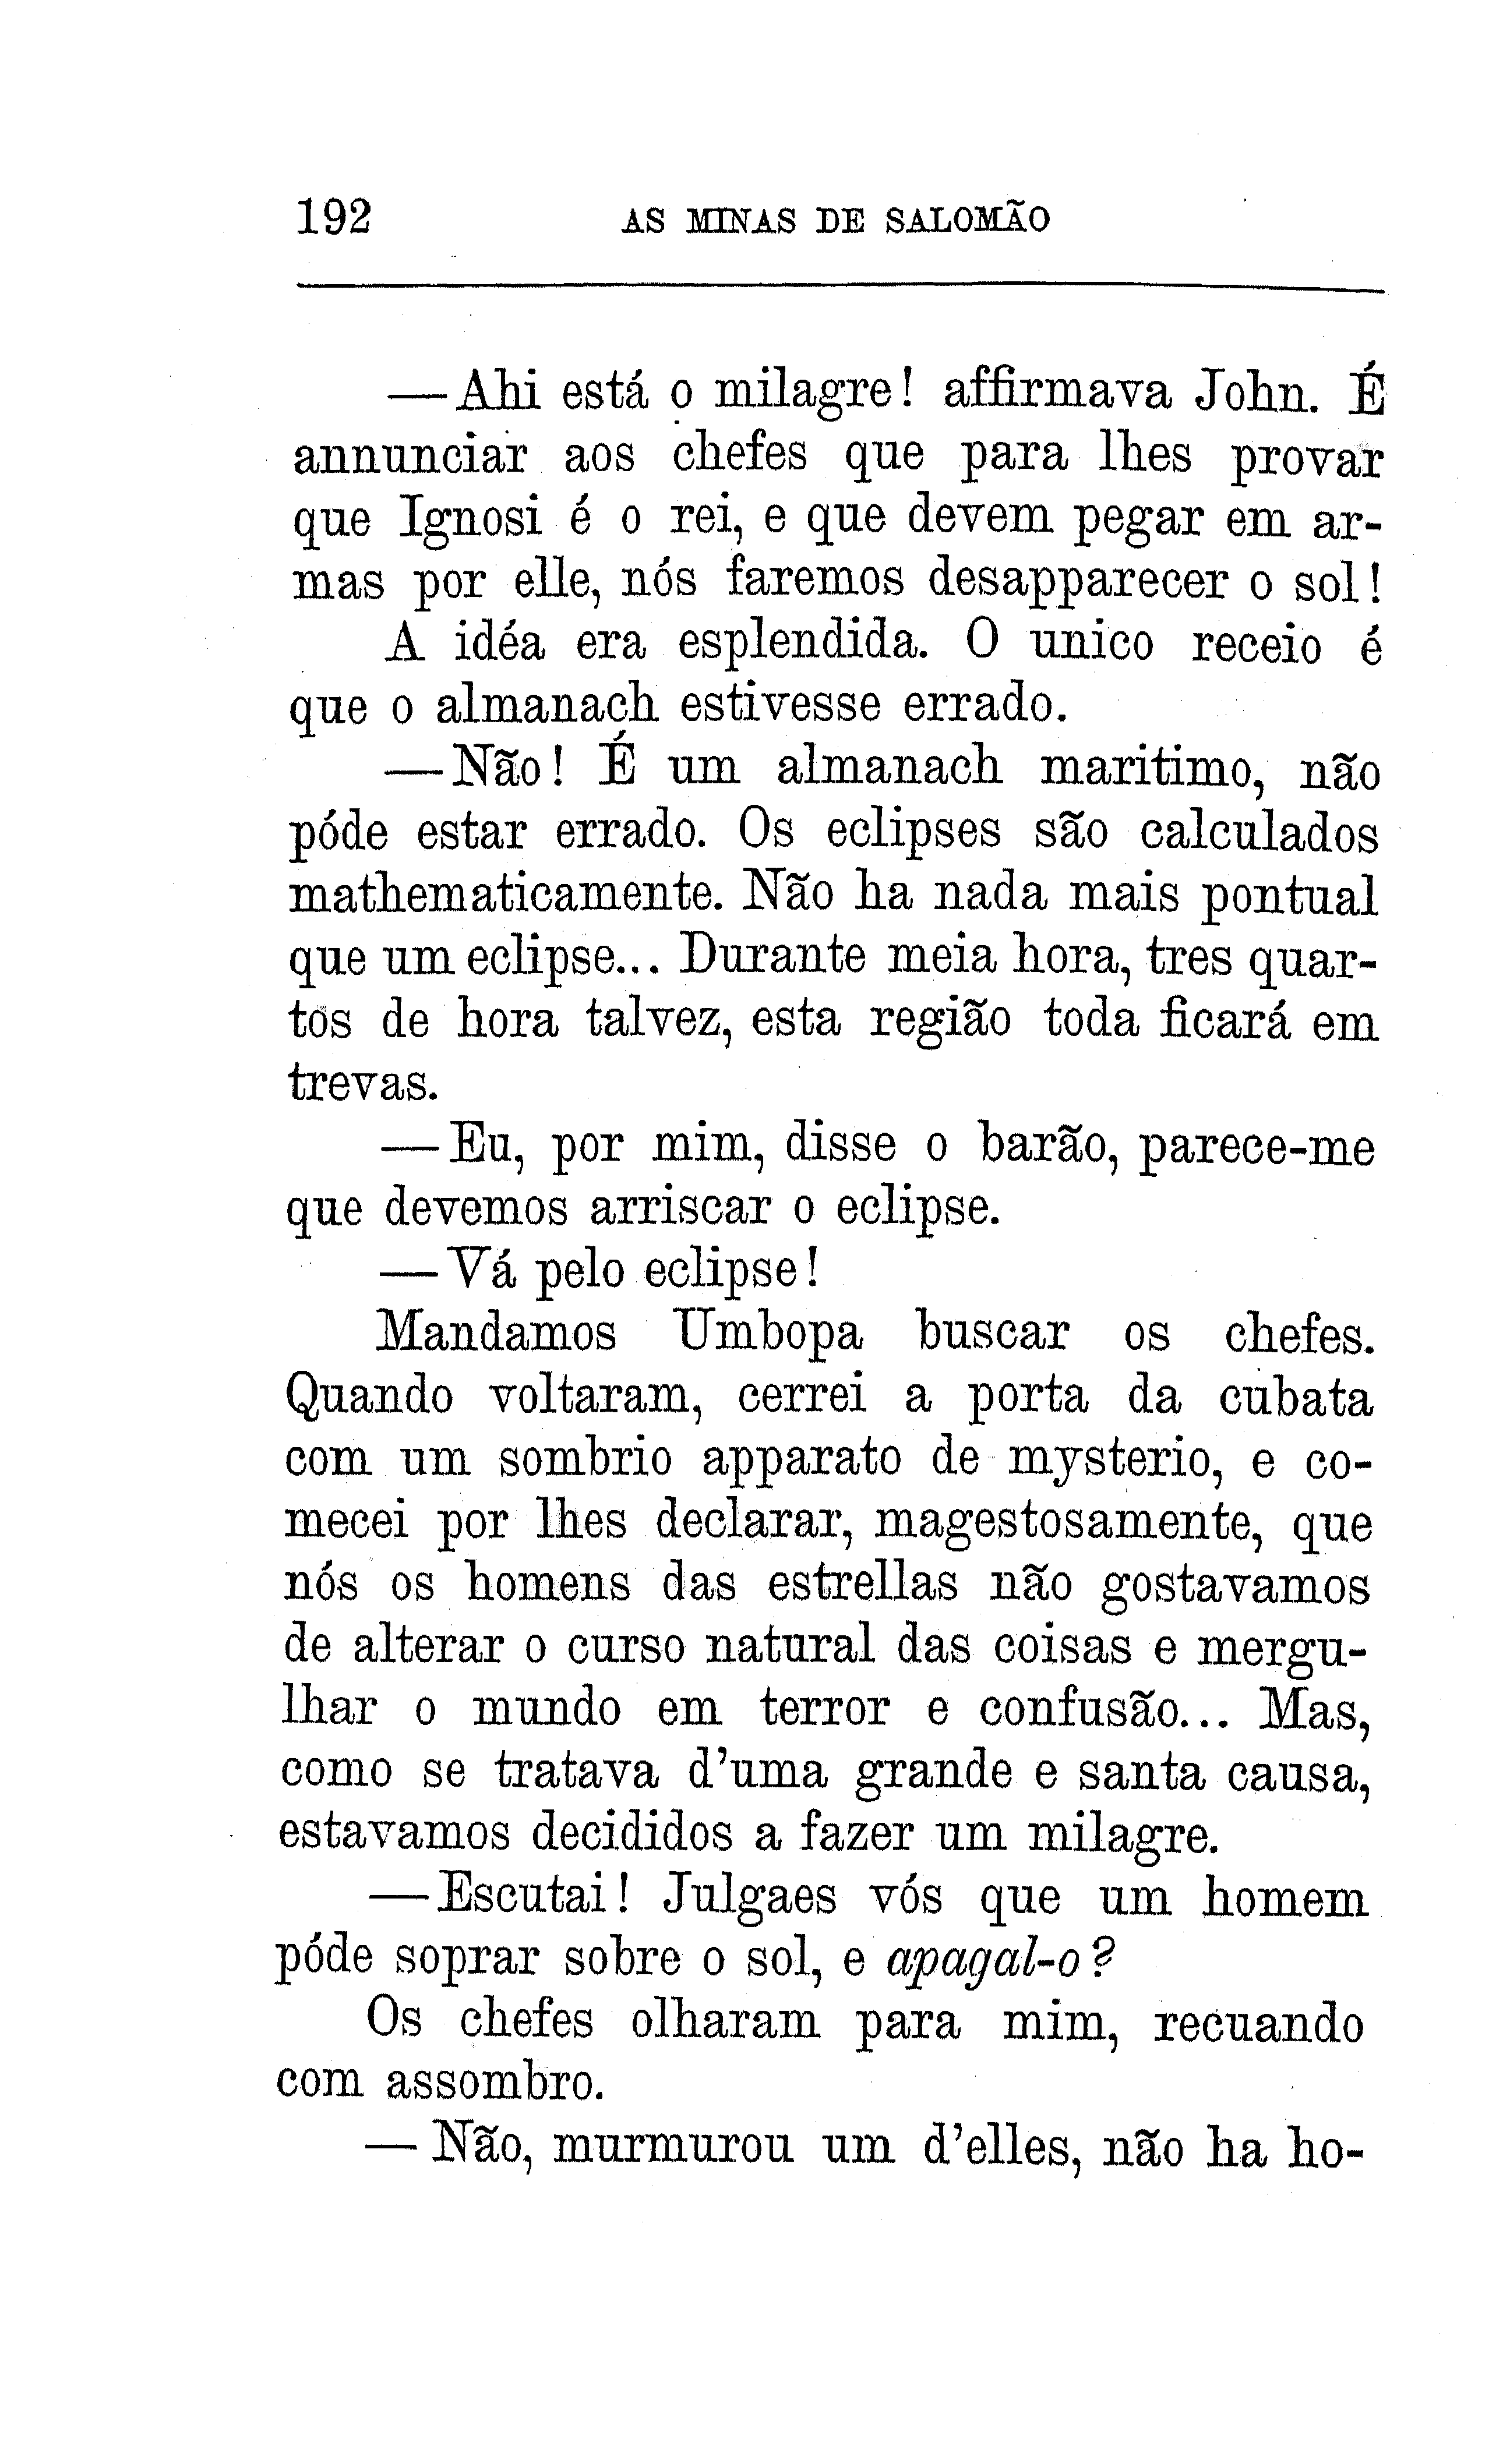 192 AS MINAS DE SALOMÃO
—Ahi está o milagre! affirmava John. É
annunciar aos chefes que para lhes provar
que Ignosi é o rei, e que devem pegar em ar-
mas por elle, nós faremos desapparecer o sol!
A idéa era esplendida. O unico receio é
que o almanach estivesse errado.
—Não! É um almanach maritimo, não
póde estar errado. Os eclipses são calculados
mathematicamente. Não ha nada mais pontual
que um eclipse... Durante meia hora, tres quar-
tos de hora talvez, esta região toda ficará em
trevas.
—Eu, por mim, disse o barão, parece-me
que devemos arriscar o eclipse.
—Vá pelo eclipse!
Mandamos Umbopa buscar os chefes.
Quando voltaram, cerrei a porta da cubata
com um sombrio apparato de mysterio, e co-
mecei por lhes declarar, magestosamente, que
nós os homens das estrellas não gostavamos
de alterar o curso natural das coisas e mergu-
lhar o mundo em terror e confusão... Mas,
como se tratava d'uma grande e santa causa,
estavamos decididos a fazer um milagre.
—Escutai! Julgaes vós que um homem
póde soprar sobre o sol, e apagal-o?
Os chefes olharam para mim, recuando
com assombro.
— Não, murmurou um d'elles, não ha ho-